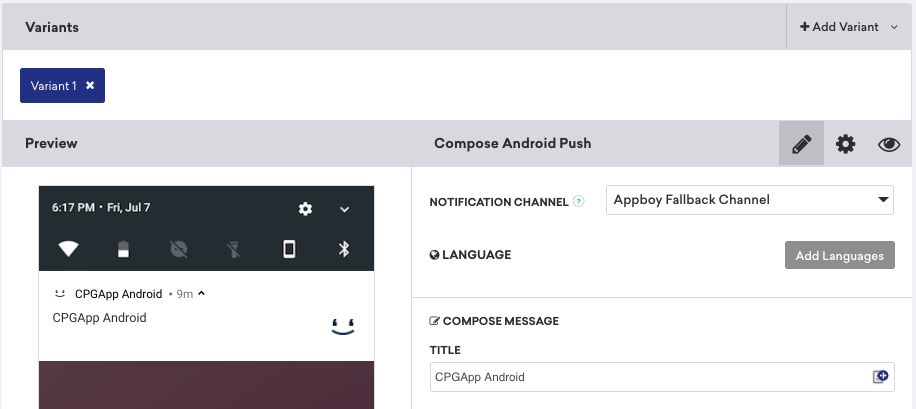 Variants
+ Add Variant
Variant 1 ×
Preview
Compose Android Push
6:17 PM • Fri, Jul 7
CPGApp Android • 9m
CPGApp Android
NOTIFICATION CHANNEL ?
Appboy Fallback Channel
LANGUAGE
Add Languages
COMPOSE MESSAGE
TITLE
CPGApp Android